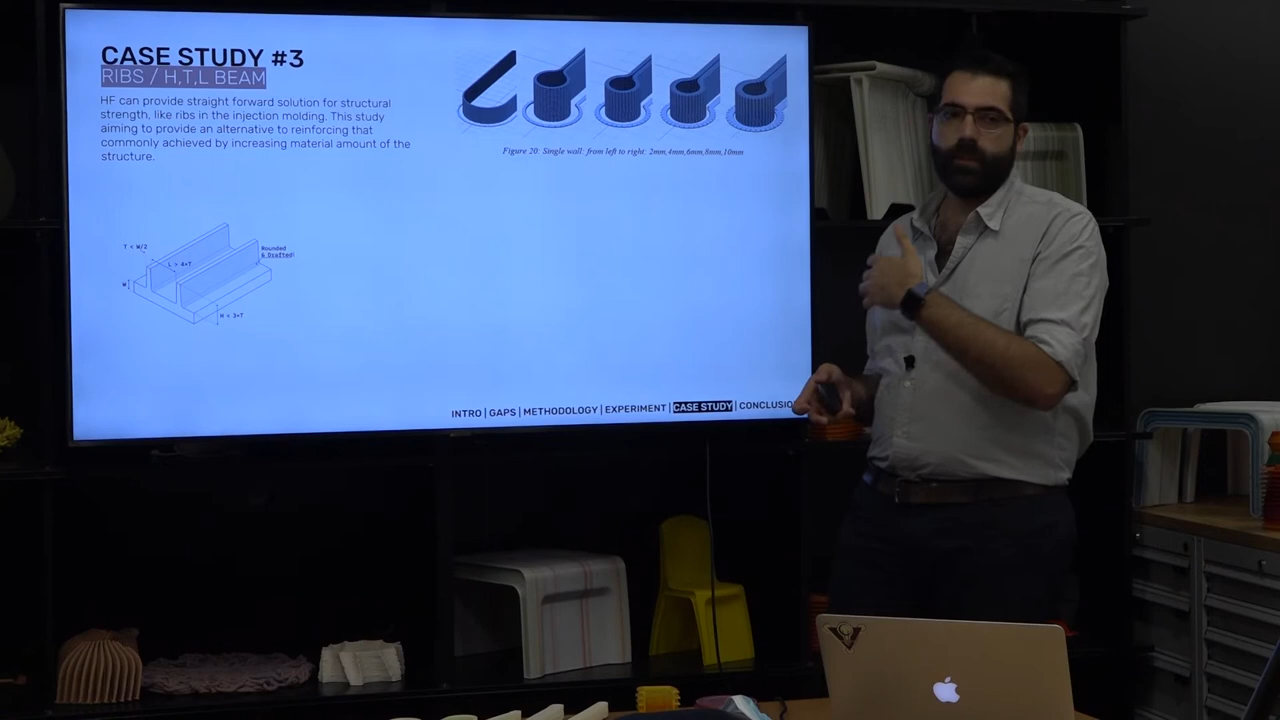 CASE STUDY #3
RIBS / H,T,L BEAM
HF can provide straight forward solution for structural
strength, like ribs in the injection molding. This study
aiming to provide an alternative to reinforcing that
commonly achieved by increasing material amount of the
structure.
Figure 20: Single wall: from left to right: 2mm,4mm,6mm,8mm,10mm
T < W/2
L > 4*T
Rounded
& Drafted!
W
H < 3*T
INTRO | GAPS | METHODOLOGY | EXPERIMENT | CASE STUDY | CONCLUSIO